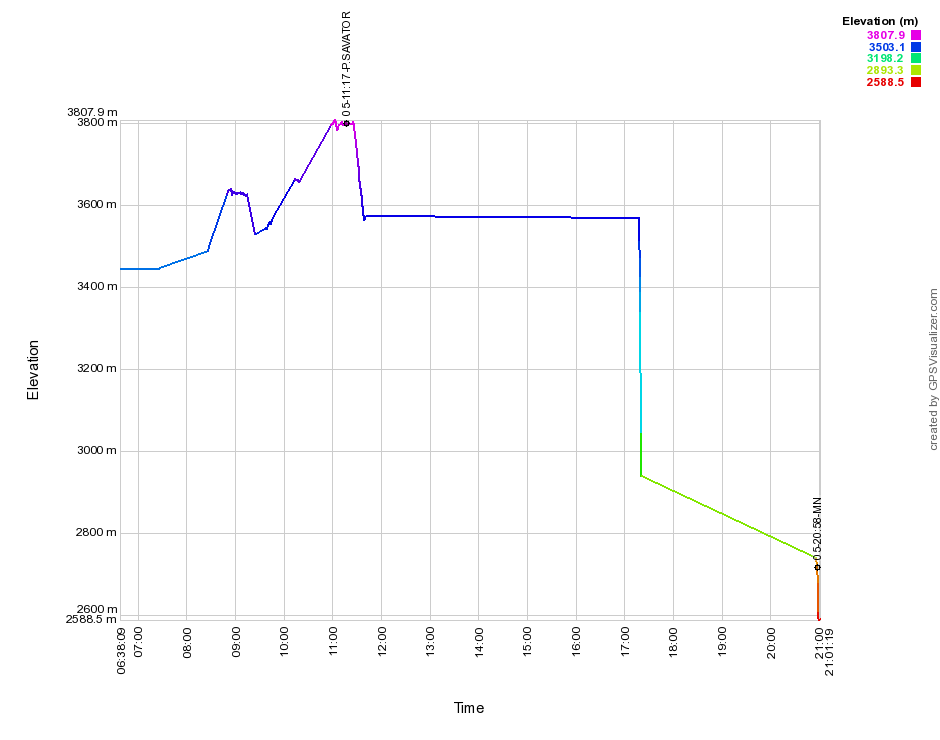 Elevation (m)
3807.9
3503.1
3198.2
2893.3
2588.5
05-11:17-P.SAVATOR
3807.9 m
3800 m
3600 m
3400 m
3200 m
3000 m
2800 m
2600 m
2588.5 m
Elevation
05-20:58-MN
06:38:09
07:00
08:00
09:00
10:00
11:00
12:00
13:00
14:00
15:00
16:00
17:00
18:00
19:00
20:00
21:00
21:01:19
Time
created by GPSVisualizer.com